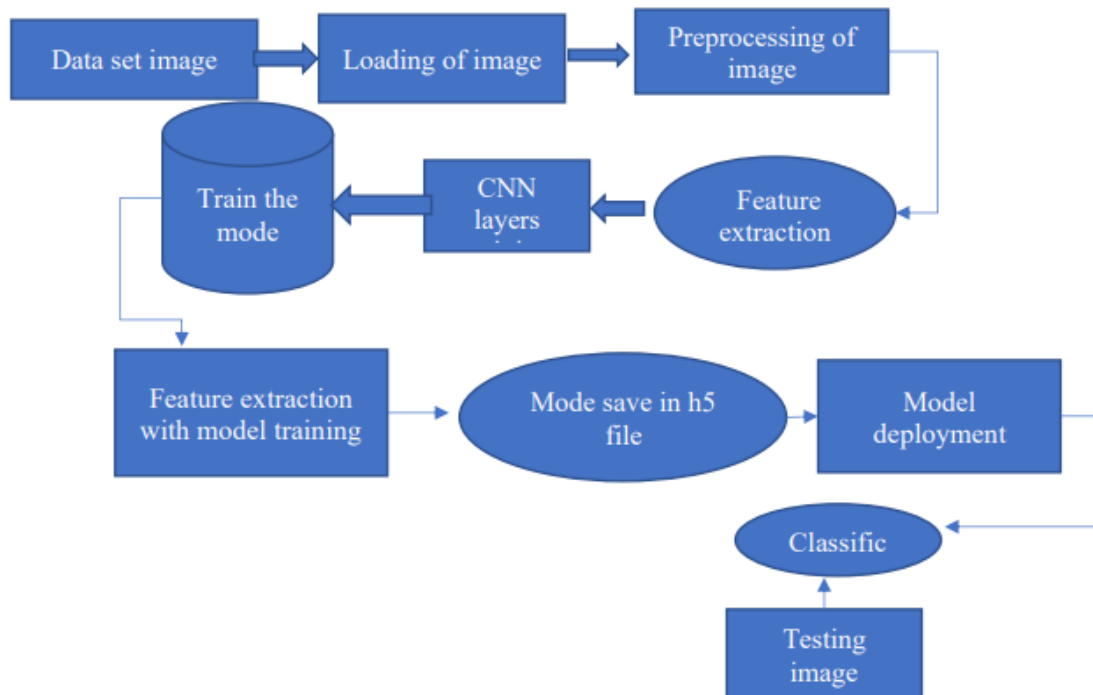 Data set image
Loading of image
Preprocessing of
image
Train the
mode
CNN
layers
Feature
extraction
Feature extraction
with model training
Mode save in h5
file
Model
deployment
Classific
Testing
image